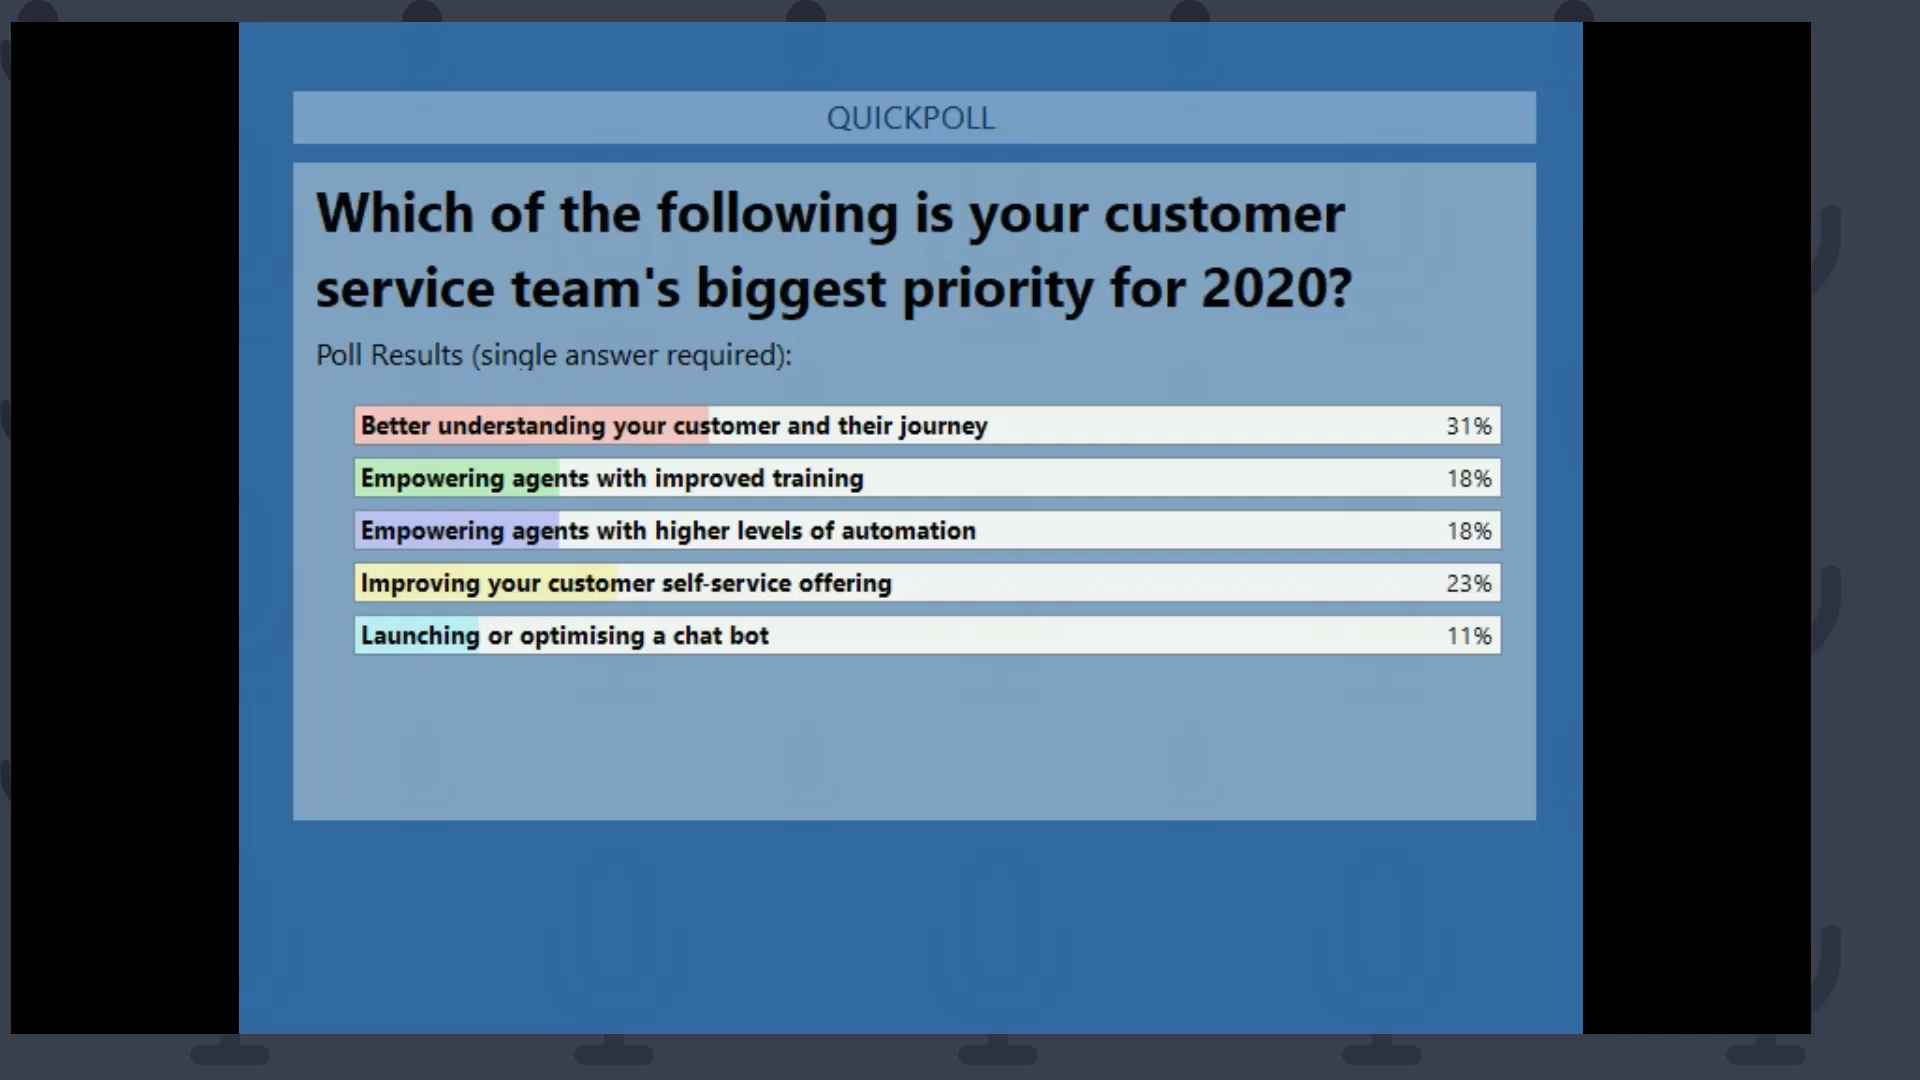 QUICKPOLL
Which of the following is your customer
service team's biggest priority for 2020?
Poll Results (single answer required):
Better understanding your customer and their journey 31%
Empowering agents with improved training 18%
Empowering agents with higher levels of automation 18%
Improving your customer self-service offering 23%
Launching or optimising a chat bot 11%